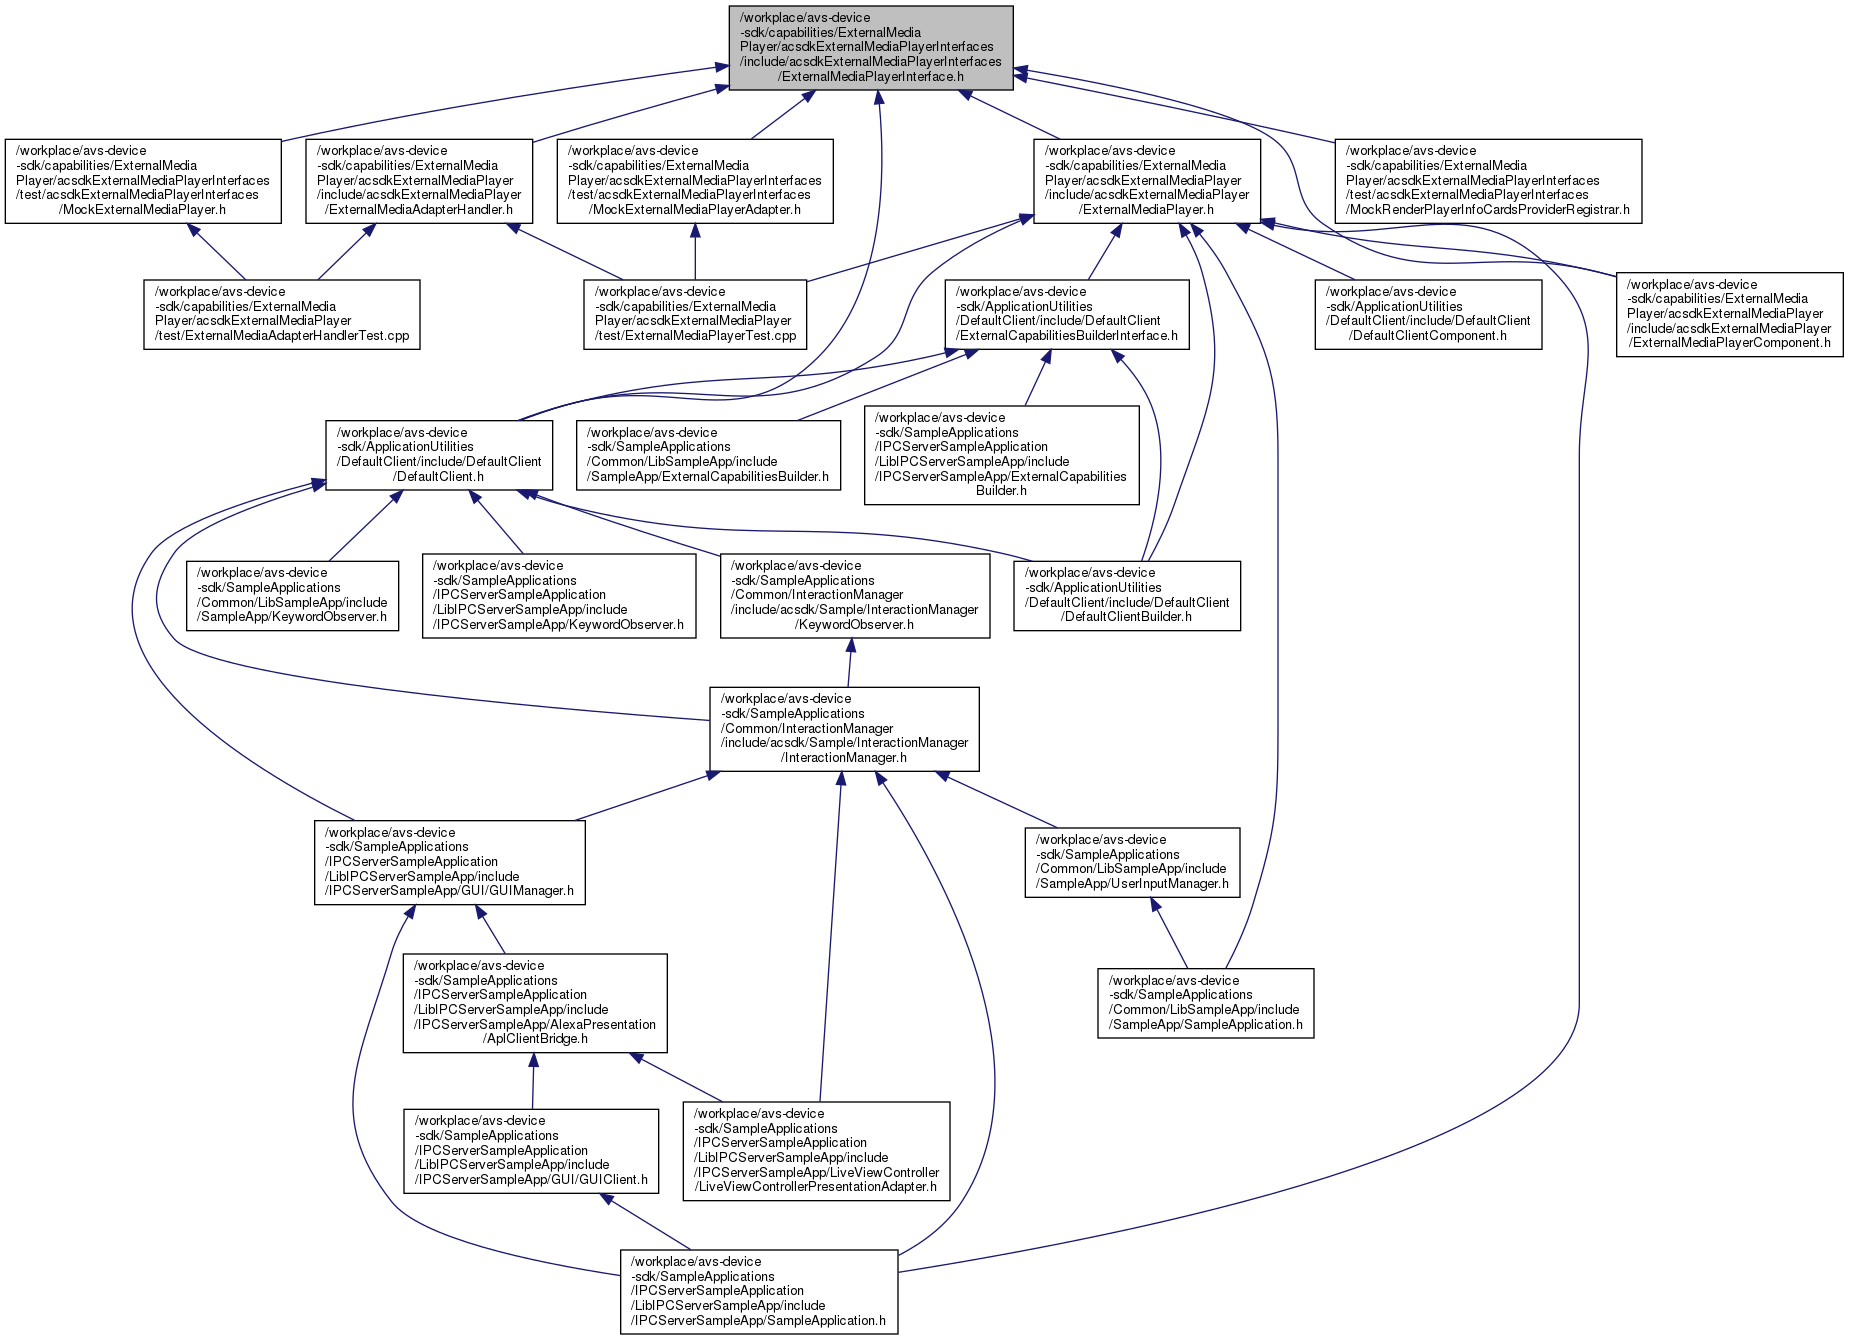 /workplace/avs-device
-sdk/capabilities/ExternalMedia
Player/acsdkExternalMediaPlayerInterfaces
/include/acsdkExternalMediaPlayerInterfaces
/ExternalMediaPlayerInterface.h
/workplace/avs-device
-sdk/capabilities/ExternalMedia
Player/acsdkExternalMediaPlayerInterfaces
/test/acsdkExternalMediaPlayerInterfaces
/MockExternalMediaPlayer.h
/workplace/avs-device
-sdk/capabilities/ExternalMedia
Player/acsdkExternalMediaPlayer
/include/acsdkExternalMediaPlayer
/ExternalMediaAdapterHandler.h
/workplace/avs-device
-sdk/capabilities/ExternalMedia
Player/acsdkExternalMediaPlayerInterfaces
/test/acsdkExternalMediaPlayerInterfaces
/MockExternalMediaPlayerAdapter.h
/workplace/avs-device
-sdk/capabilities/ExternalMedia
Player/acsdkExternalMediaPlayer
/include/acsdkExternalMediaPlayer
/ExternalMediaPlayer.h
/workplace/avs-device
-sdk/capabilities/ExternalMedia
Player/acsdkExternalMediaPlayerInterfaces
/test/acsdkExternalMediaPlayerInterfaces
/MockRenderPlayerInfoCardsProviderRegistrar.h
/workplace/avs-device
-sdk/capabilities/ExternalMedia
Player/acsdkExternalMediaPlayer
/test/ExternalMediaAdapterHandlerTest.cpp
/workplace/avs-device
-sdk/capabilities/ExternalMedia
Player/acsdkExternalMediaPlayer
/test/ExternalMediaPlayerTest.cpp
/workplace/avs-device
-sdk/ApplicationUtilities
/DefaultClient/include/DefaultClient
/ExternalCapabilitiesBuilderInterface.h
/workplace/avs-device
-sdk/ApplicationUtilities
/DefaultClient/include/DefaultClient
/DefaultClientComponent.h
/workplace/avs-device
-sdk/capabilities/ExternalMedia
Player/acsdkExternalMediaPlayer
/include/acsdkExternalMediaPlayer
/ExternalMediaPlayerComponent.h
/workplace/avs-device
-sdk/ApplicationUtilities
/DefaultClient/include/DefaultClient
/DefaultClient.h
/workplace/avs-device
-sdk/SampleApplications
/Common/LibSampleApp/include
/SampleApp/ExternalCapabilitiesBuilder.h
/workplace/avs-device
-sdk/SampleApplications
/IPCServerSampleApplication
/LibIPCServerSampleApp/include
/IPCServerSampleApp/ExternalCapabilities
Builder.h
/workplace/avs-device
-sdk/SampleApplications
/Common/LibSampleApp/include
/SampleApp/KeywordObserver.h
/workplace/avs-device
-sdk/SampleApplications
/IPCServerSampleApplication
/LibIPCServerSampleApp/include
/IPCServerSampleApp/KeywordObserver.h
/workplace/avs-device
-sdk/SampleApplications
/Common/InteractionManager
/include/acsdk/Sample/InteractionManager
/KeywordObserver.h
/workplace/avs-device
-sdk/ApplicationUtilities
/DefaultClient/include/DefaultClient
/DefaultClientBuilder.h
/workplace/avs-device
-sdk/SampleApplications
/Common/InteractionManager
/include/acsdk/Sample/InteractionManager
/InteractionManager.h
/workplace/avs-device
-sdk/SampleApplications
/IPCServerSampleApplication
/LibIPCServerSampleApp/include
/IPCServerSampleApp/GUI/GUIManager.h
/workplace/avs-device
-sdk/SampleApplications
/Common/LibSampleApp/include
/SampleApp/UserInputManager.h
/workplace/avs-device
-sdk/SampleApplications
/IPCServerSampleApplication
/LibIPCServerSampleApp/include
/IPCServerSampleApp/AlexaPresentation
/AplClientBridge.h
/workplace/avs-device
-sdk/SampleApplications
/Common/LibSampleApp/include
/SampleApp/SampleApplication.h
/workplace/avs-device
-sdk/SampleApplications
/IPCServerSampleApplication
/LibIPCServerSampleApp/include
/IPCServerSampleApp/GUI/GUIClient.h
/workplace/avs-device
-sdk/SampleApplications
/IPCServerSampleApplication
/LibIPCServerSampleApp/include
/IPCServerSampleApp/LiveViewController
/LiveViewControllerPresentationAdapter.h
/workplace/avs-device
-sdk/SampleApplications
/IPCServerSampleApplication
/LibIPCServerSampleApp/include
/IPCServerSampleApp/SampleApplication.h